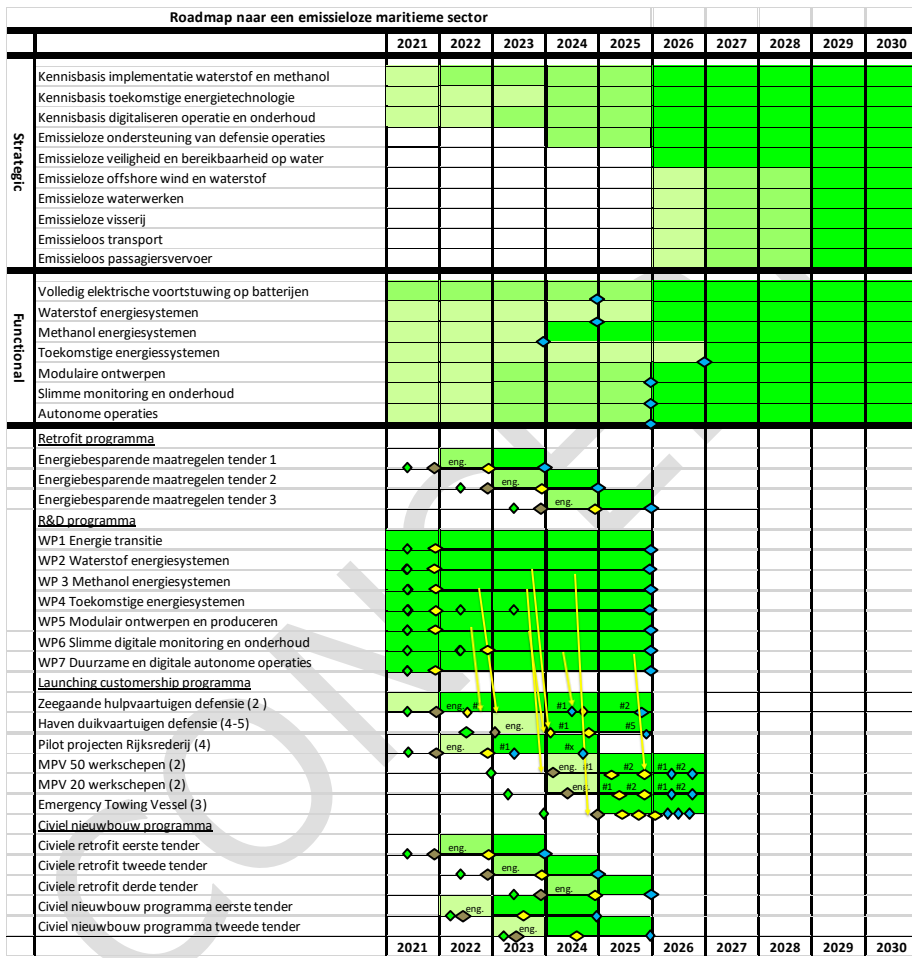 Roadmap naar een emissieloze maritieme sector
2021 2022 2023 2024 2025 2026 2027 2028 2029 2030
Strategic
Kennisbasis implementatie waterstof en methanol
Kennisbasis toekomstige energietechnologie
Kennisbasis digitaliseren operatie en onderhoud
Emissieloze ondersteuning van defensie operaties
Emissieloze veiligheid en bereikbaarheid op water
Emissieloze offshore wind en waterstof
Emissieloze waterwerken
Emissieloze visserij
Emissieloos transport
Emissieloos passagiersvervoer
Functional
Volledig elektrische voortstuwing op batterijen
Waterstof energiesystemen
Methanol energiesystemen
Toekomstige energiessystemen
Modulaire ontwerpen
Slimme monitoring en onderhoud
Autonome operaties
Retrofit programma
Energiebesparende maatregelen tender 1 eng.
Energiebesparende maatregelen tender 2 eng.
Energiebesparende maatregelen tender 3 eng.
R&D programma
WP1 Energie transitie
WP2 Waterstof energiesystemen
WP 3 Methanol energiesystemen
WP4 Toekomstige energiesystemen
WP5 Modulair ontwerpen en produceren
WP6 Slimme digitale monitoring en onderhoud
WP7 Duurzame en digitale autonome operaties
Launching customership programma
Zeegaande hulpvaartuigen defensie (2 ) eng. #1 #2
Haven duikvaartuigen defensie (4-5) eng. #1 #5
Pilot projecten Rijksrederij (4) eng. #1 #x
MPV 50 werkschepen (2) eng. #1 #2 #1 #2
MPV 20 werkschepen (2) eng. #1 #2 #1 #2
Emergency Towing Vessel (3)
Civiel nieuwbouw programma
Civiele retrofit eerste tender eng.
Civiele retrofit tweede tender eng.
Civiele retrofit derde tender eng.
Civiel nieuwbouw programma eerste tender eng.
Civiel nieuwbouw programma tweede tender eng.
2021 2022 2023 2024 2025 2026 2027 2028 2029 2030